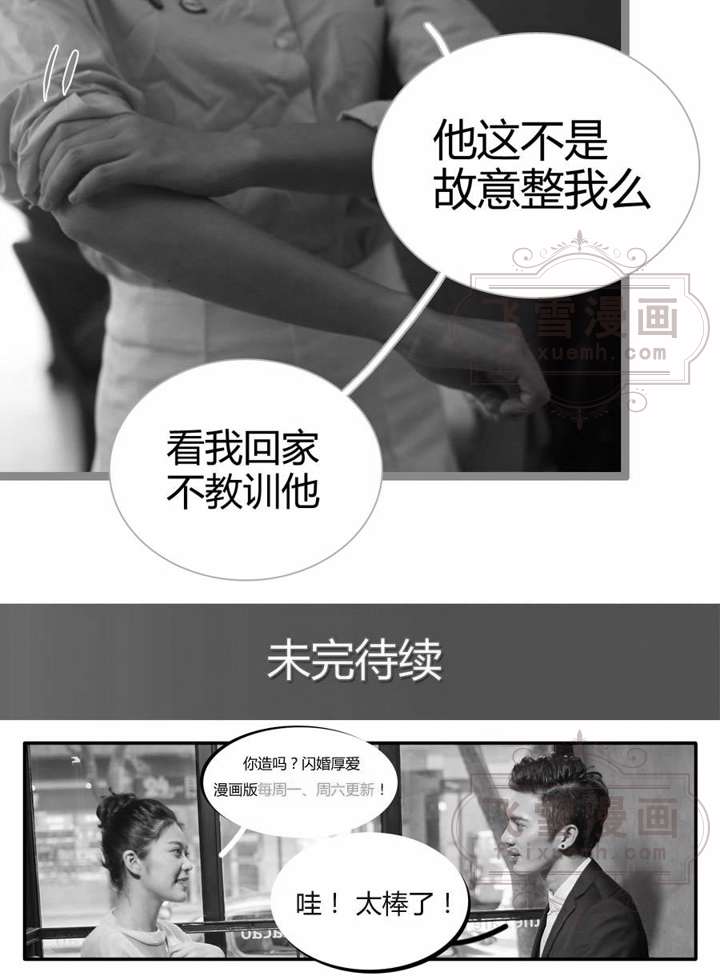 他这不是
故意整我么
飞雪漫画
feixuemh.com
看我回家
不教训他
未完待续
你造吗？闪婚厚爱
漫画版每周一、周六更新！
飞雪漫画
feixuemh.com
哇！ 太棒了！